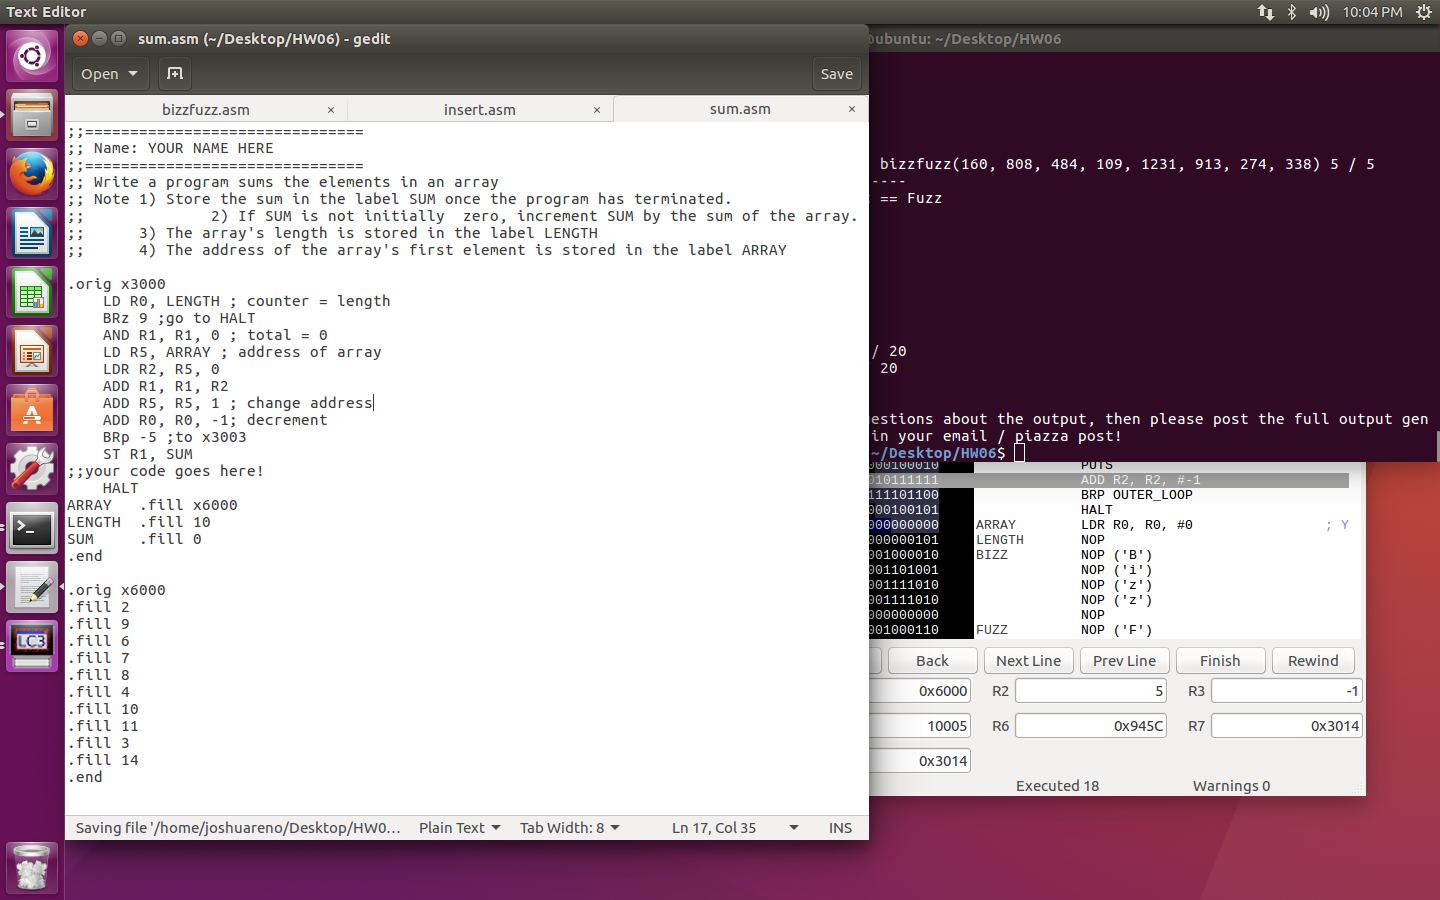 Text Editor
10:04 PM
sum.asm (~/Desktop/HW06) - gedit
ubuntu: ~/Desktop/HW06
Open
Save
bizzfuzz.asm × insert.asm × sum.asm ×
;;===============================
;; Name: YOUR NAME HERE
;;===============================
;; Write a program sums the elements in an array
;; Note 1) Store the sum in the label SUM once the program has terminated.
;; 2) If SUM is not initially zero, increment SUM by the sum of the array.
;; 3) The array's length is stored in the label LENGTH
;; 4) The address of the array's first element is stored in the label ARRAY
.orig x3000
LD R0, LENGTH ; counter = length
BRz 9 ;go to HALT
AND R1, R1, 0 ; total = 0
LD R5, ARRAY ; address of array
LDR R2, R5, 0
ADD R1, R1, R2
ADD R5, R5, 1 ; change address
ADD R0, R0, -1; decrement
BRp -5 ;to x3003
ST R1, SUM
;;your code goes here!
HALT
ARRAY .fill x6000
LENGTH .fill 10
SUM .fill 0
.end
.orig x6000
.fill 2
.fill 9
.fill 6
.fill 7
.fill 8
.fill 4
.fill 10
.fill 11
.fill 3
.fill 14
.end
Saving file '/home/joshuareno/Desktop/HW0... Plain Text Tab Width: 8 Ln 17, Col 35 INS
bizzfuzz(160, 808, 484, 109, 1231, 913, 274, 338) 5 / 5
----
== Fuzz
/ 20
20
estions about the output, then please post the full output gen
in your email / piazza post!
~/Desktop/HW06$
000100010 PUTS
010111111 ADD R2, R2, #-1
111101100 BRP OUTER_LOOP
000100101 HALT
000000000 ARRAY LDR R0, R0, #0 ; Y
000000101 LENGTH NOP
001000010 BIZZ NOP ('B')
001101001 NOP ('i')
001111010 NOP ('z')
001111010 NOP ('z')
000000000 NOP
001000110 FUZZ NOP ('F')
Back Next Line Prev Line Finish Rewind
0x6000 R2 5 R3 -1
10005 R6 0x945C R7 0x3014
0x3014
Executed 18 Warnings 0
LC3